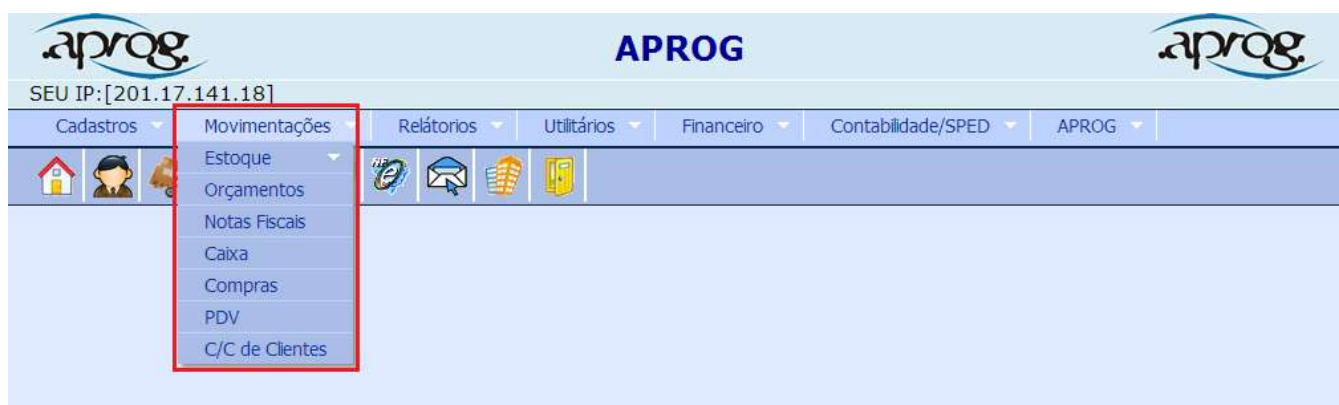 aprog. APROG aprog.
SEU IP:[201.17.141.18]
Cadastros Movimentações Relátorios Utilitários Financeiro Contabilidade/SPED APROG
Estoque
Orçamentos
Notas Fiscais
Caixa
Compras
PDV
C/C de Clientes